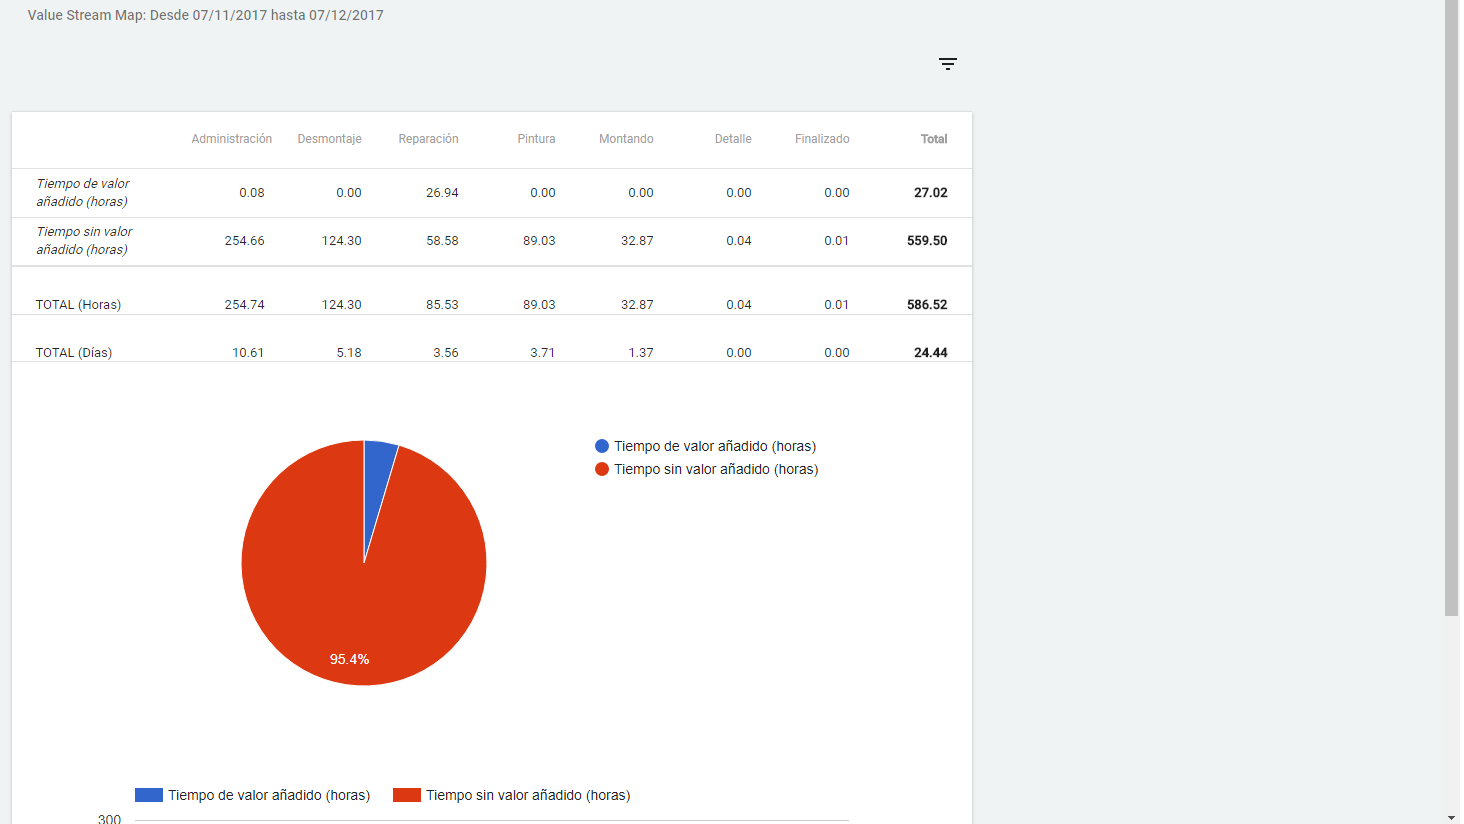 Value Stream Map: Desde 07/11/2017 hasta 07/12/2017
Administración Desmontaje Reparación Pintura Montando Detalle Finalizado Total
Tiempo de valor
añadido (horas)
0.08 0.00 26.94 0.00 0.00 0.00 0.00 27.02
Tiempo sin valor
añadido (horas)
254.66 124.30 58.58 89.03 32.87 0.04 0.01 559.50
TOTAL (Horas) 254.74 124.30 85.53 89.03 32.87 0.04 0.01 586.52
TOTAL (Días) 10.61 5.18 3.56 3.71 1.37 0.00 0.00 24.44
Tiempo de valor añadido (horas)
Tiempo sin valor añadido (horas)
95.4%
Tiempo de valor añadido (horas) Tiempo sin valor añadido (horas)
300